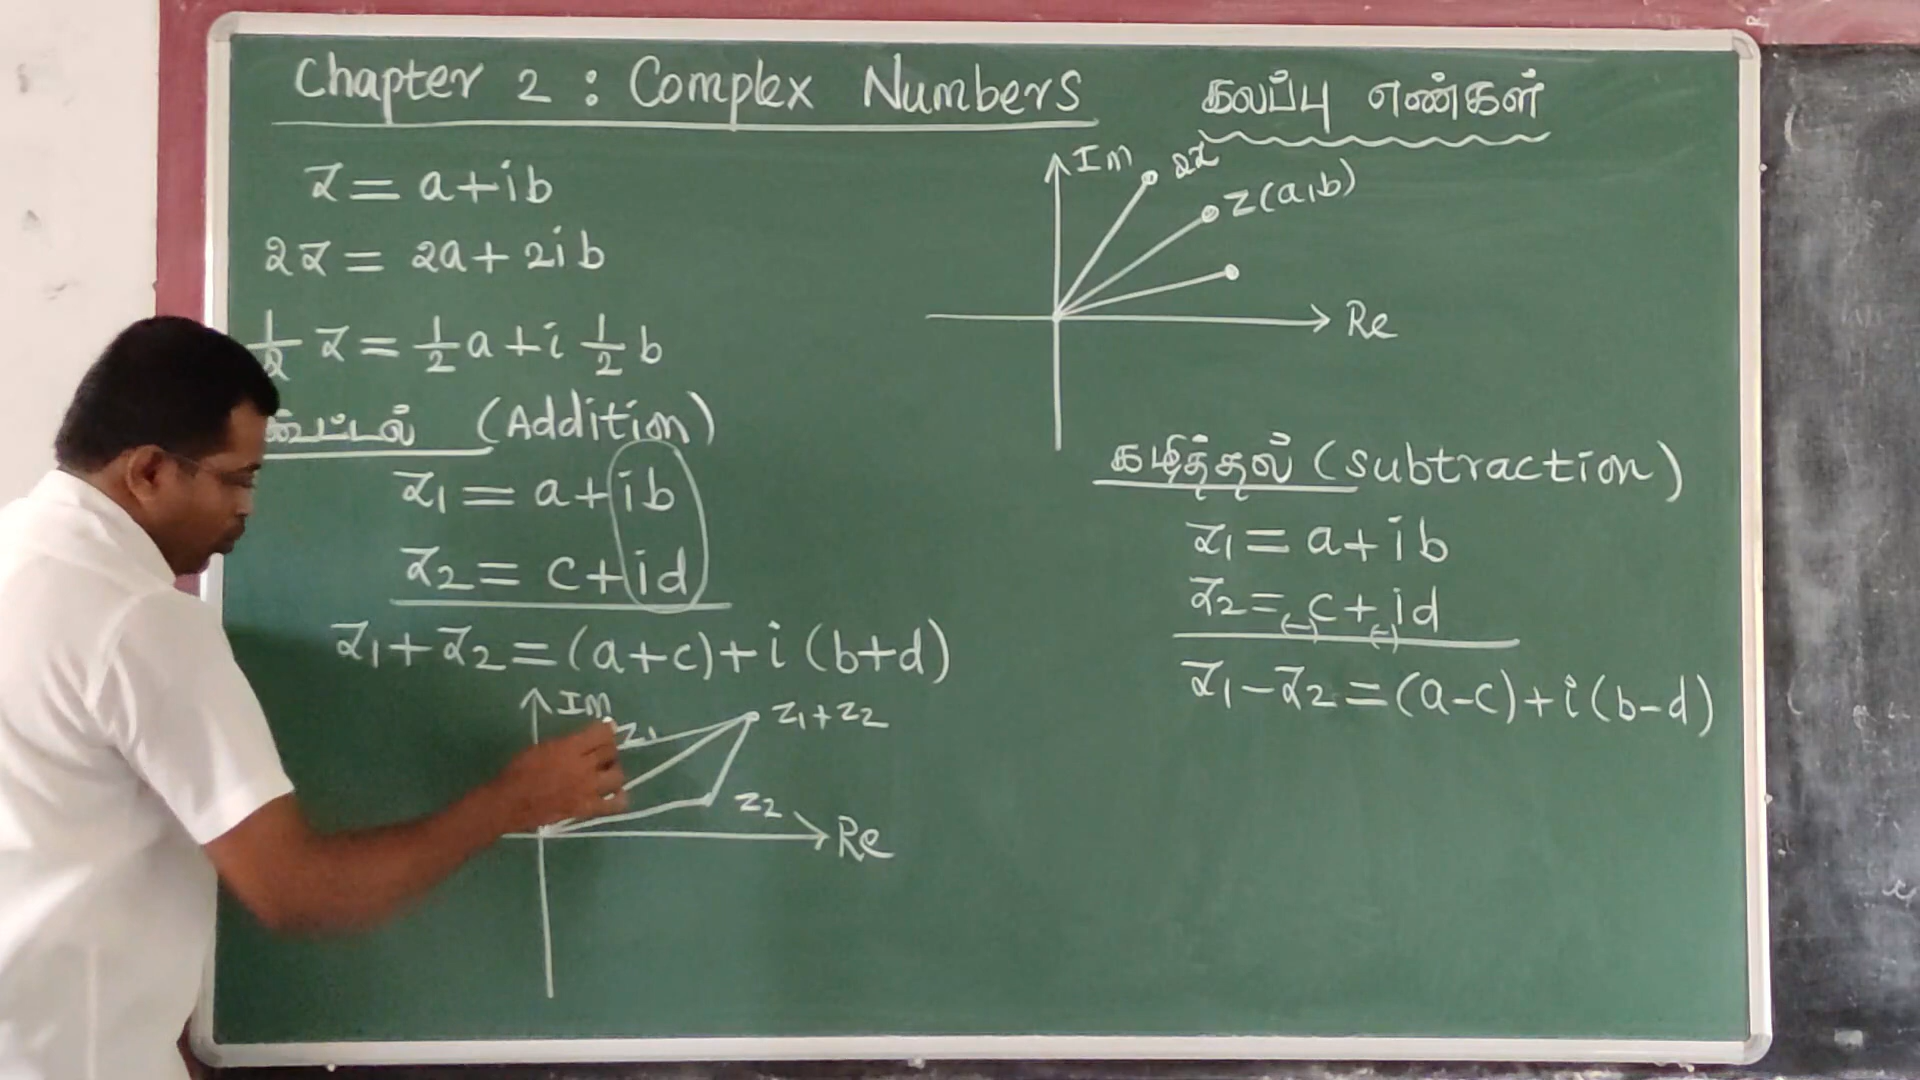 Chapter 2 : Complex Numbers
கலப்பு எண்கள்
z = a+ib
2z = 2a+2ib
1/2 z = 1/2 a + i 1/2 b
(Addition)
z1 = a+ib
z2 = c+id
z1+z2 = (a+c)+i(b+d)
Im
z1
z1+z2
z2
Re
Im
2z
z(a,b)
Re
கழித்தல் (subtraction)
z1 = a+ib
z2 = c+id
(-) (-)
z1-z2 = (a-c)+i(b-d)